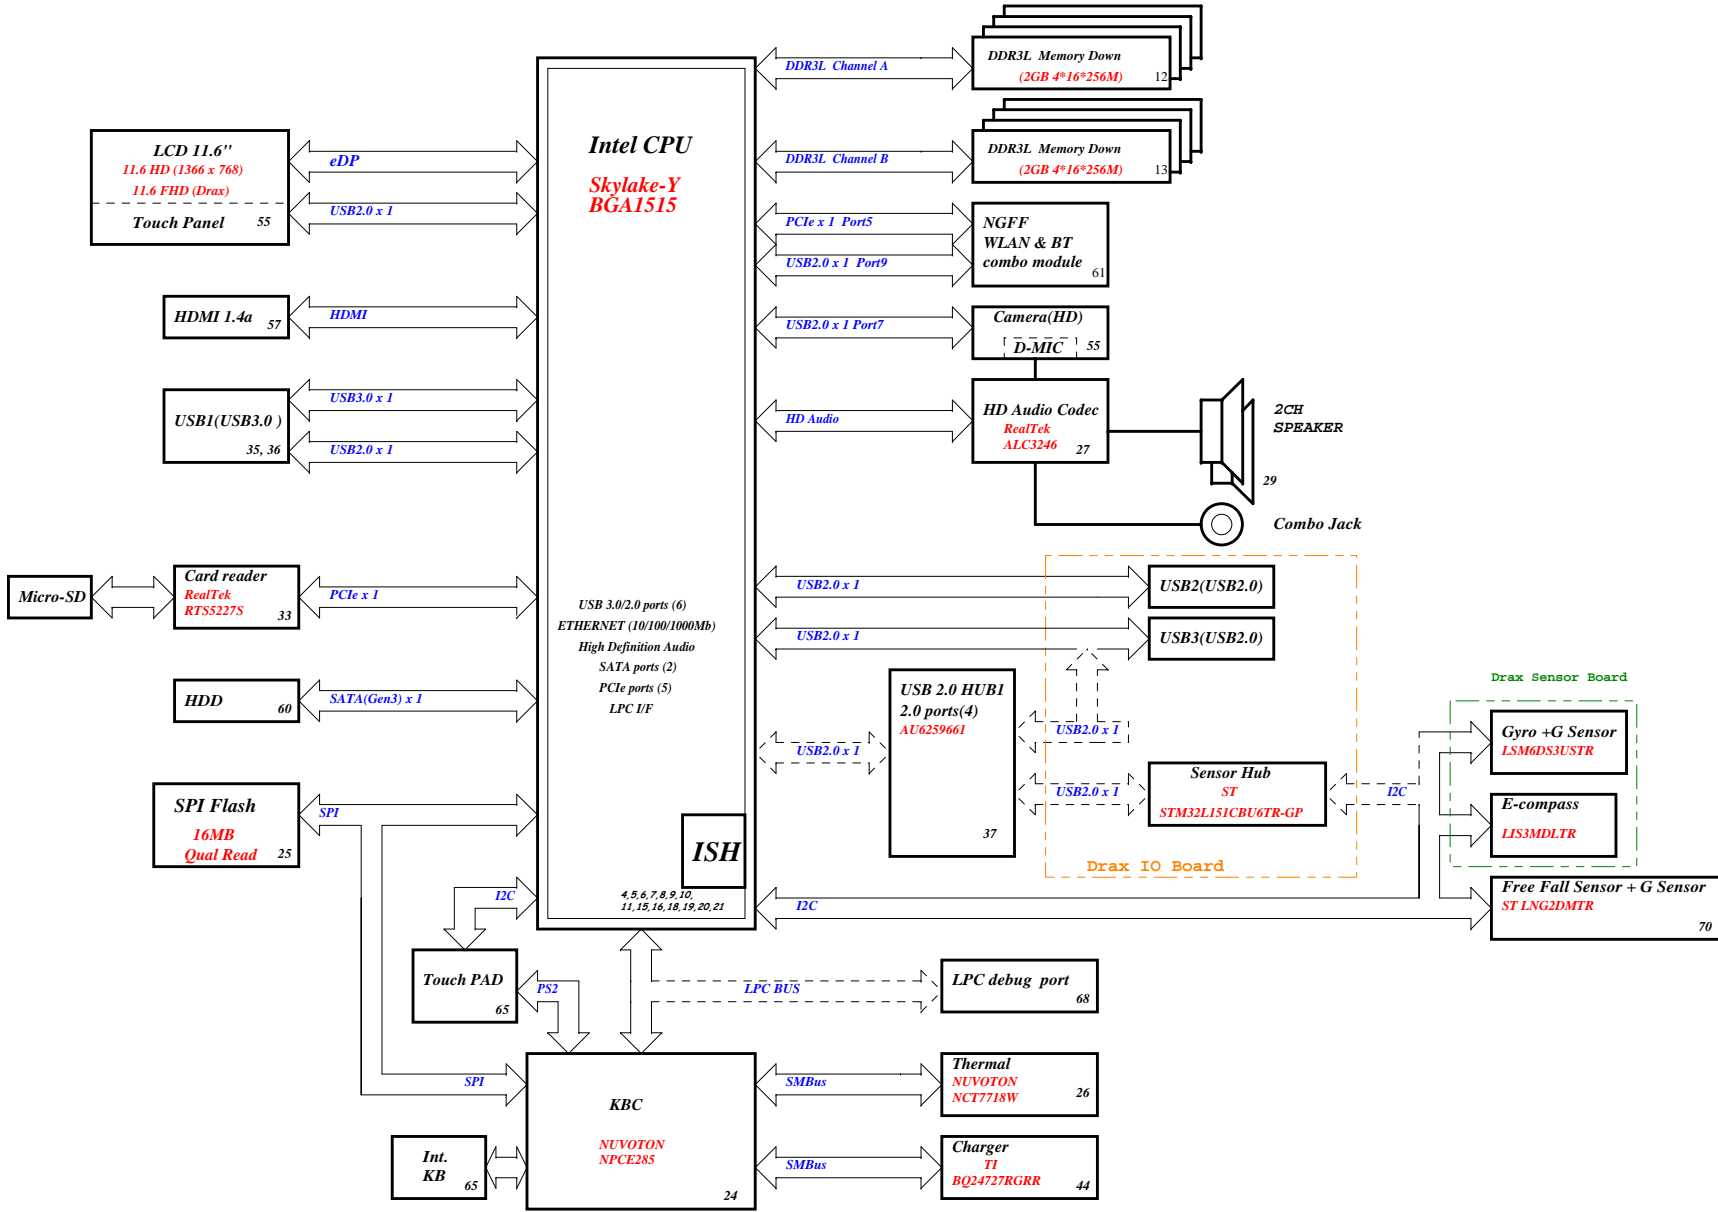 LCD 11.6"
11.6 HD (1366 x 768)
11.6 FHD (Drax)
Touch Panel
55
eDP
USB2.0 x 1
HDMI 1.4a
57
HDMI
USB1(USB3.0 )
35, 36
USB3.0 x 1
USB2.0 x 1
Micro-SD
Card reader
RealTek
RTS5227S
33
PCIe x 1
HDD
60
SATA(Gen3) x 1
SPI Flash
16MB
Qual Read
25
SPI
I2C
Touch PAD
65
PS2
SPI
Int.
KB
65
Intel CPU
Skylake-Y
BGA1515
USB 3.0/2.0 ports (6)
ETHERNET (10/100/1000Mb)
High Definition Audio
SATA ports (2)
PCIe ports (5)
LPC I/F
ISH
4,5,6,7,8,9,10,
11,15,16,18,19,20,21
KBC
NUVOTON
NPCE285
24
DDR3L Channel A
DDR3L Memory Down
(2GB 4*16*256M)
12
DDR3L Channel B
DDR3L Memory Down
(2GB 4*16*256M)
13
PCIe x 1 Port5
USB2.0 x 1 Port9
NGFF
WLAN & BT
combo module
61
USB2.0 x 1 Port7
Camera(HD)
D-MIC
55
HD Audio
HD Audio Codec
RealTek
ALC3246
27
2CH
SPEAKER
29
Combo Jack
USB2.0 x 1
USB2(USB2.0)
USB2.0 x 1
USB3(USB2.0)
USB2.0 x 1
USB 2.0 HUB1
2.0 ports(4)
AU6259661
37
USB2.0 x 1
USB2.0 x 1
Sensor Hub
ST
STM32L151CBU6TR-GP
Drax IO Board
I2C
Drax Sensor Board
Gyro +G Sensor
LSM6DS3USTR
E-compass
LIS3MDLTR
I2C
Free Fall Sensor + G Sensor
ST LNG2DMTR
70
LPC BUS
LPC debug port
68
SMBus
Thermal
NUVOTON
NCT7718W
26
SMBus
Charger
TI
BQ24727RGRR
44